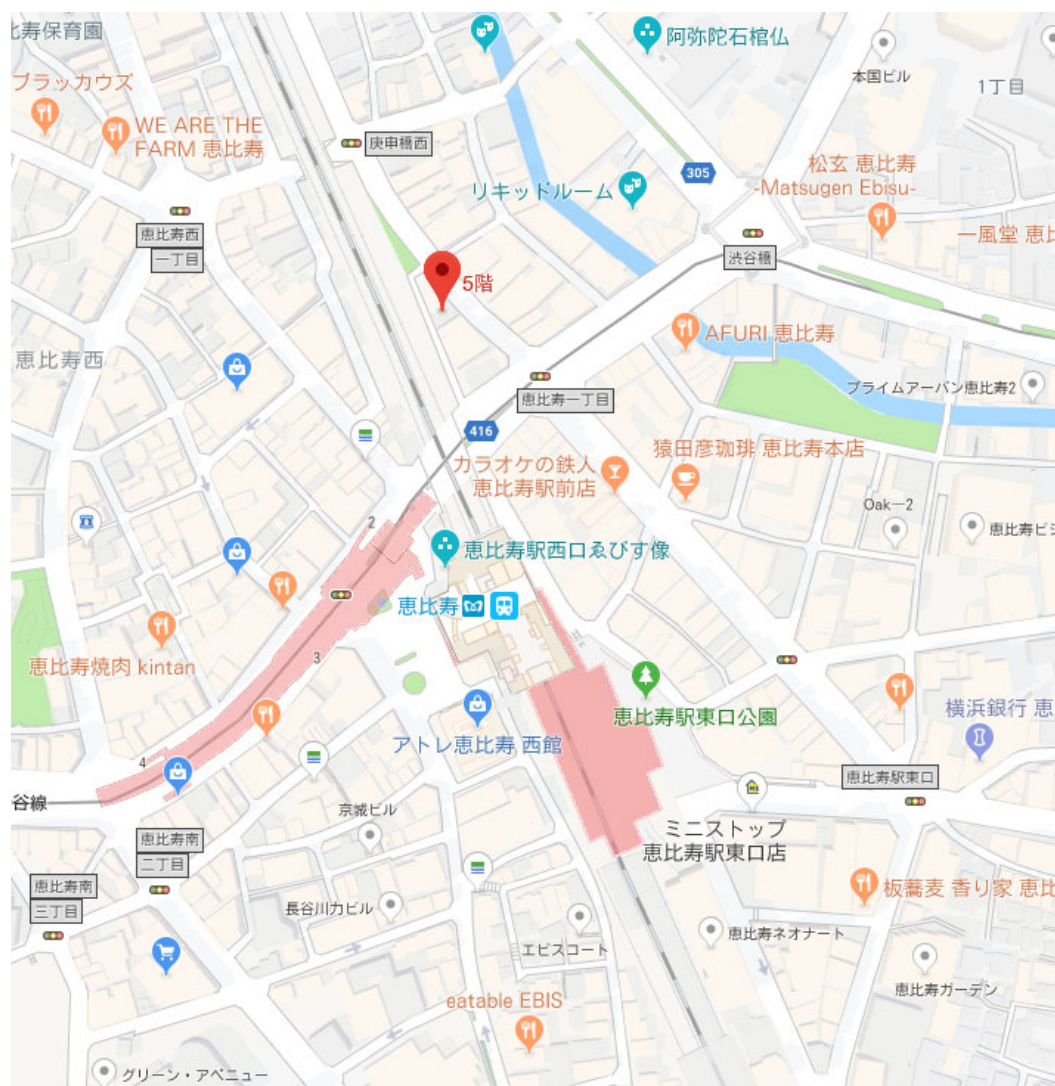 比寿保育園
阿弥陀石棺仏
本国ビル
1丁目
ブラッカウズ
WE ARE THE
FARM 恵比寿
庚申橋西
305
リキッドルーム
松玄 恵比寿
-Matsugen Ebisu-
一風堂 恵比
恵比寿西
一丁目
渋谷橋
5階
恵比寿西
AFURI 恵比寿
プライムアーバン恵比寿2
恵比寿一丁目
416
カラオケの鉄人
恵比寿駅前店
猿田彦珈琲 恵比寿本店
Oak—2
恵比寿ビジ
2
恵比寿駅西口ゑびす像
恵比寿
恵比寿焼肉 kintan
3
恵比寿駅東口公園
横浜銀行 恵
アトレ恵比寿 西館
4
恵比寿駅東口
谷線
京城ビル
ミニストップ
恵比寿駅東口店
恵比寿南
二丁目
恵比寿南
三丁目
長谷川力ビル
板蕎麦 香り家 恵比
エビスコート
恵比寿ネオナート
恵比寿ガーデン
eatable EBIS
グリーン・アベニュー